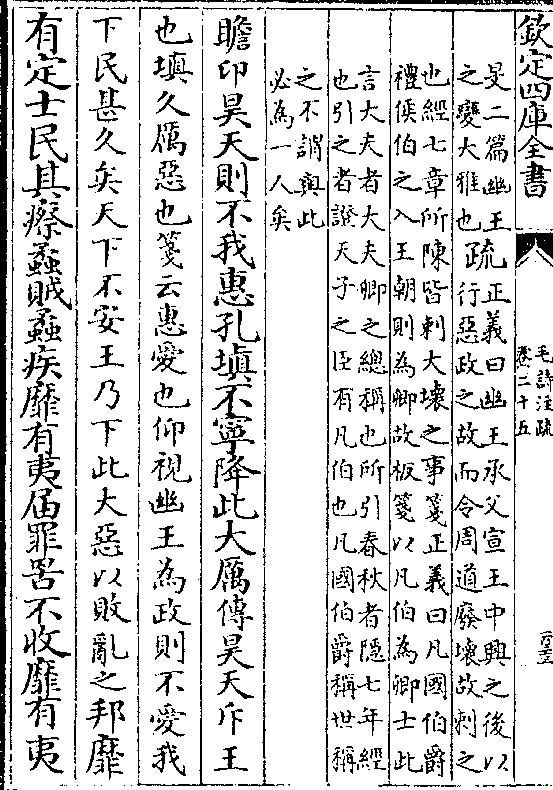 欽定四庫全書
毛詩注疏
卷二十五
旻二篇幽王
之變大雅也
疏
正義曰幽王承父宣王中興之後以
行惡政之故而令周道廢壞故刺之
也經七章所陳皆刺大壞之事箋正義曰凡國伯爵
禮侯伯之入王朝則為卿故板箋以凡伯為卿士此
言大夫者大夫卿之總稱也所引春秋者隱七年經
也引之者證天子之臣有凡伯也凡國伯爵稱世稱
之不謂與此
必為一人矣
瞻卬昊天則不我惠孔填不寧降此大厲傳昊天斥王
也填久厲惡也箋云惠愛也仰視幽王為政則不愛我
下民甚久矣天下不安王乃下此大惡以敗亂之邦靡
有定士民其瘵蟊賊蟊疾靡有夷屆罪罟不收靡有夷